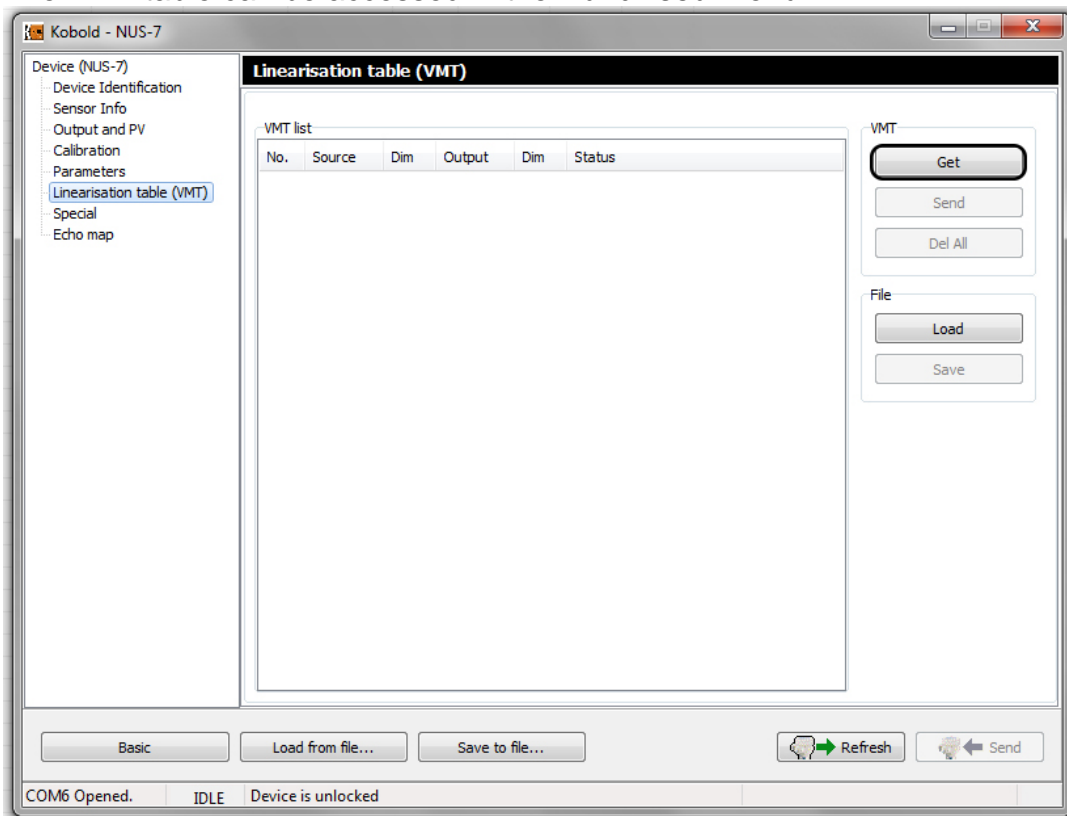 Kobold - NUS-7
Device (NUS-7)
Device Identification
Sensor Info
Output and PV
Calibration
Parameters
Linearisation table (VMT)
Special
Echo map
Linearisation table (VMT)
VMT list
No. Source Dim Output Dim Status
VMT
Get
Send
Del All
File
Load
Save
Basic
Load from file...
Save to file...
Refresh
Send
COM6 Opened.
IDLE
Device is unlocked